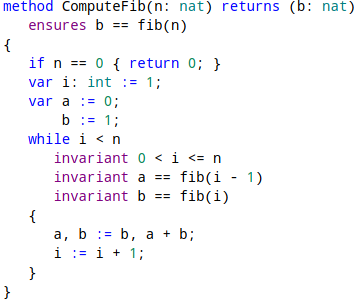 method ComputeFib(n: nat) returns (b: nat)
   ensures b == fib(n)
{
   if n == 0 { return 0; }
   var i: int := 1;
   var a := 0;
       b := 1;
   while i < n
      invariant 0 < i <= n
      invariant a == fib(i - 1)
      invariant b == fib(i)
   {
      a, b := b, a + b;
      i := i + 1;
   }
}